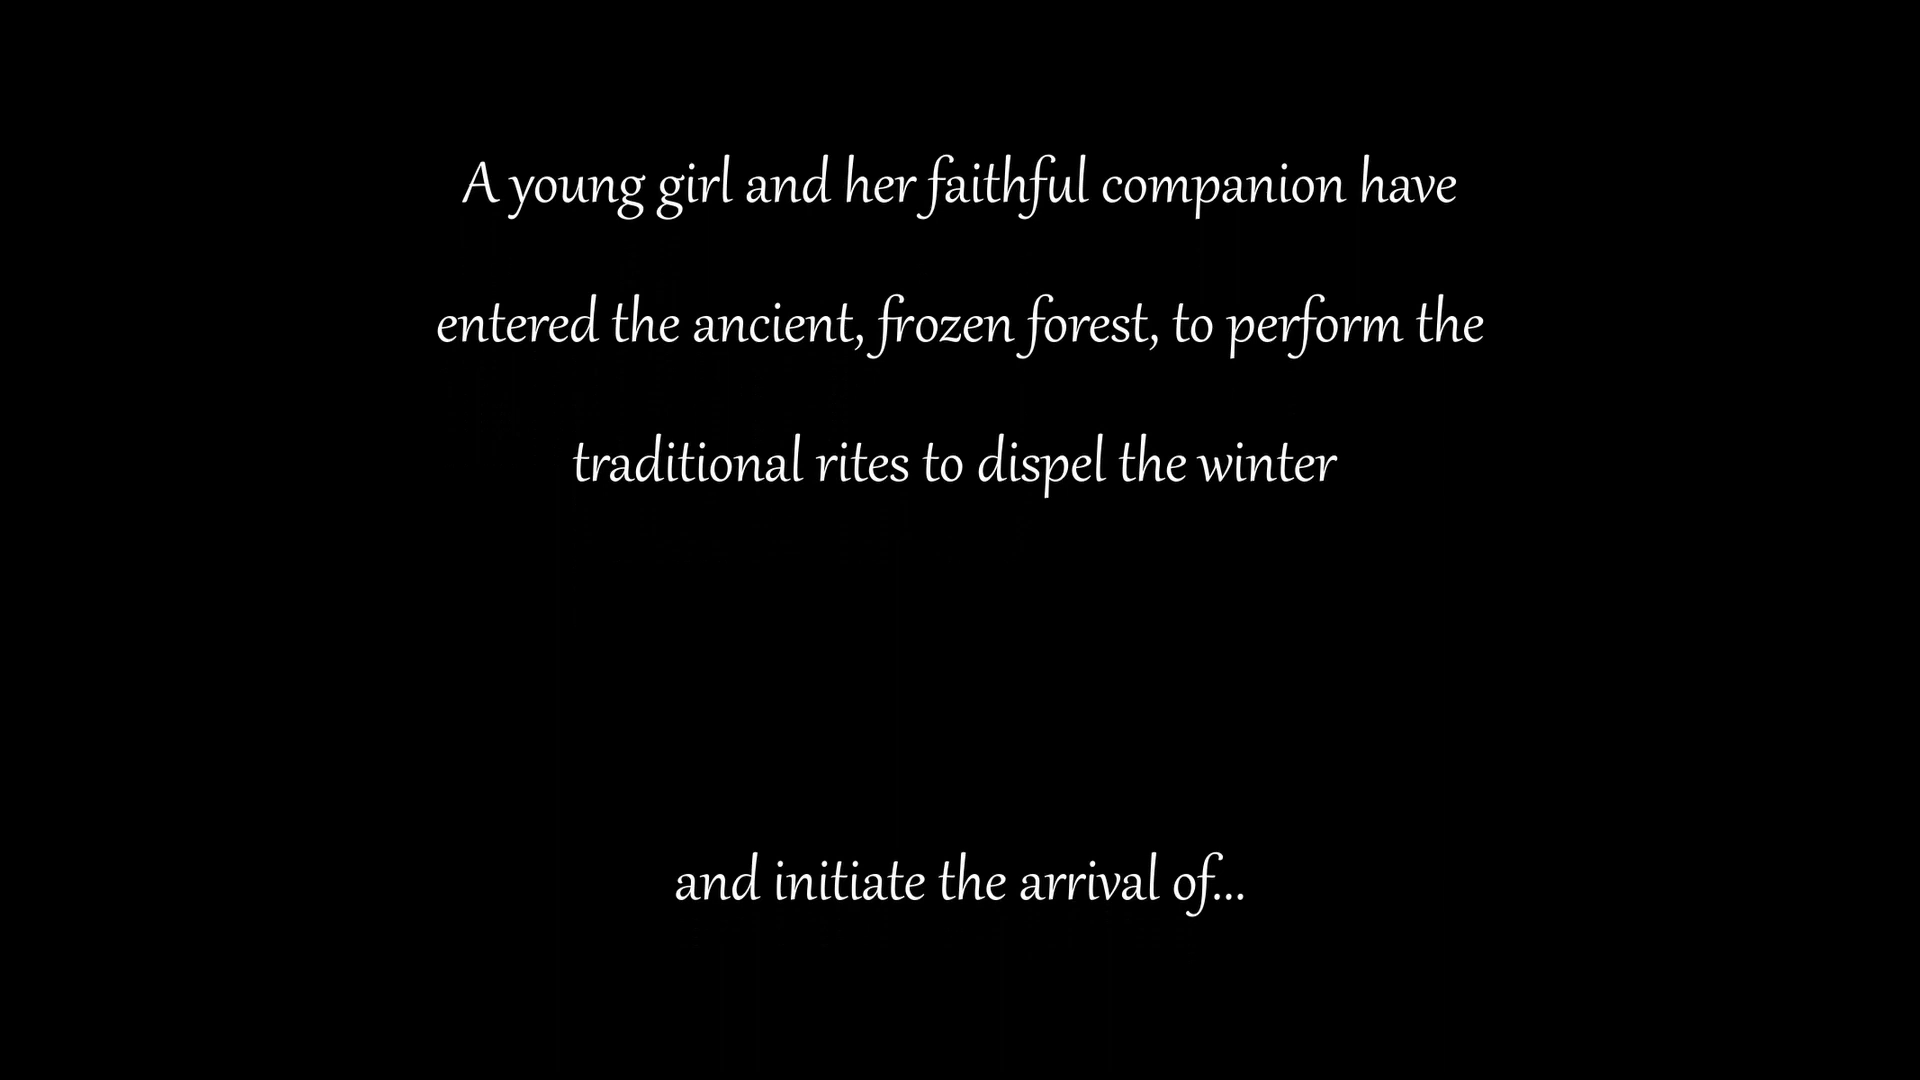 A young girl and her faithful companion have
entered the ancient, frozen forest, to perform the
traditional rites to dispel the winter
and initiate the arrival of...